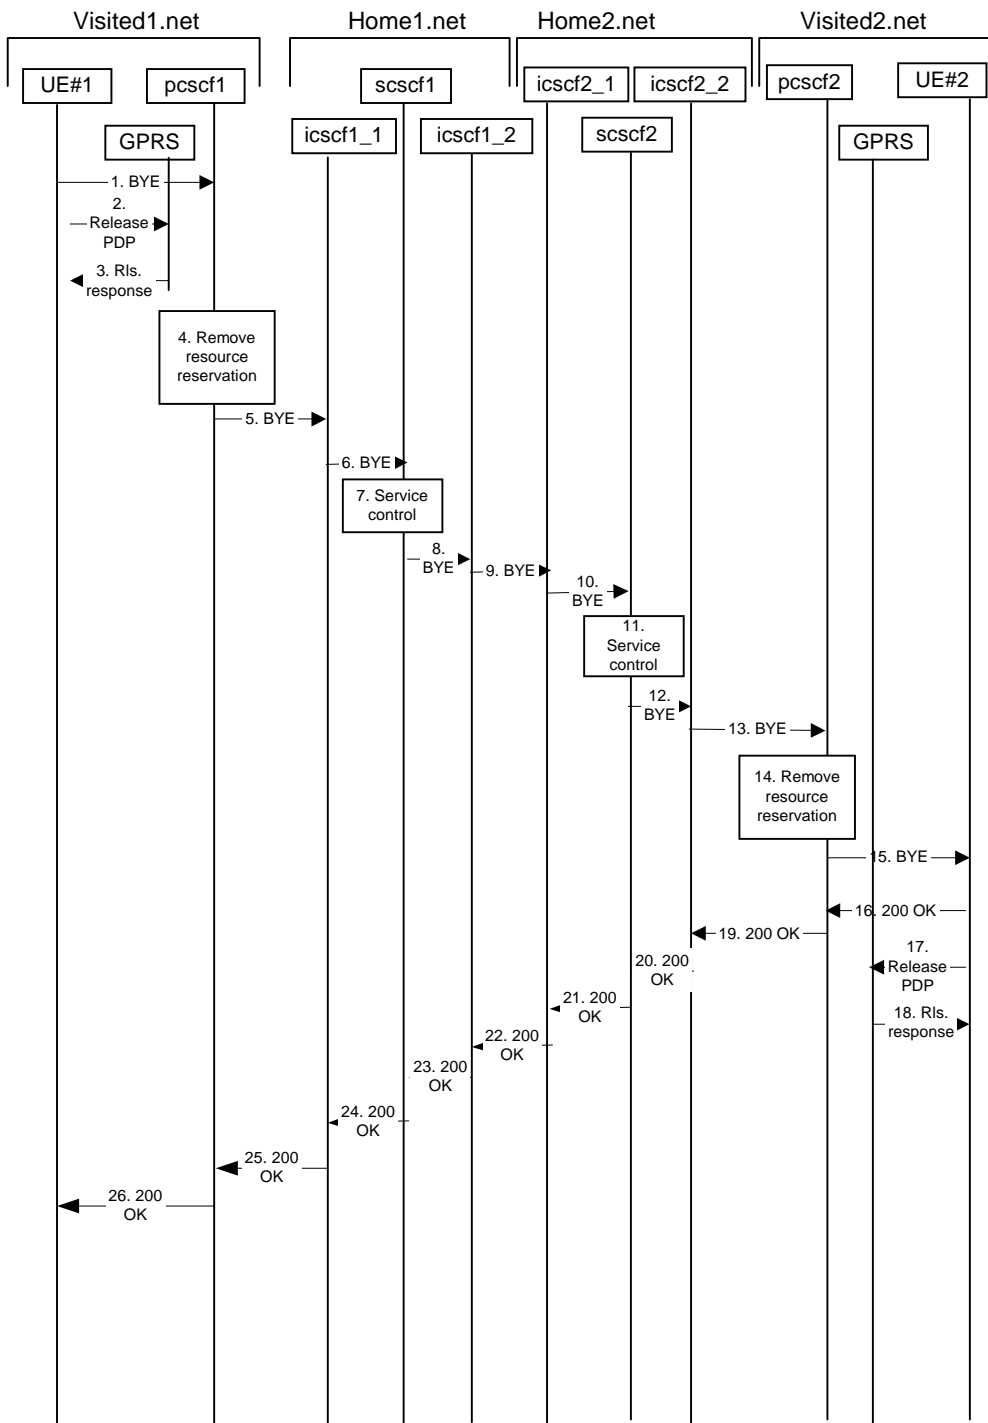 Visited1.net
Home1.net
Home2.net
Visited2.net
UE#1
pcscf1
scscf1
icscf2_1
icscf2_2
pcscf2
UE#2
GPRS
icscf1_1
icscf1_2
scscf2
GPRS
1. BYE
2.
Release
PDP
3. Rls.
response
4. Remove
resource
reservation
5. BYE
6. BYE
7. Service
control
8.
BYE
9. BYE
10.
BYE
11.
Service
control
12.
BYE
13. BYE
14. Remove
resource
reservation
15. BYE
16. 200 OK
19. 200 OK
17.
Release
PDP
20. 200
OK
21. 200
OK
18. Rls.
response
22. 200
OK
23. 200
OK
24. 200
OK
25. 200
OK
26. 200
OK